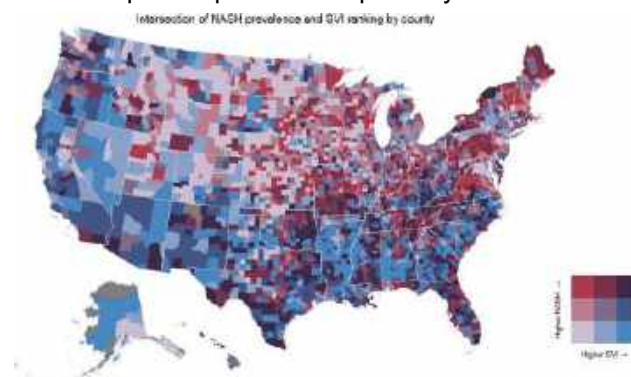 Intersection of NASH prevalence and SVI ranking by county
Higher NASH →
Higher SVI →